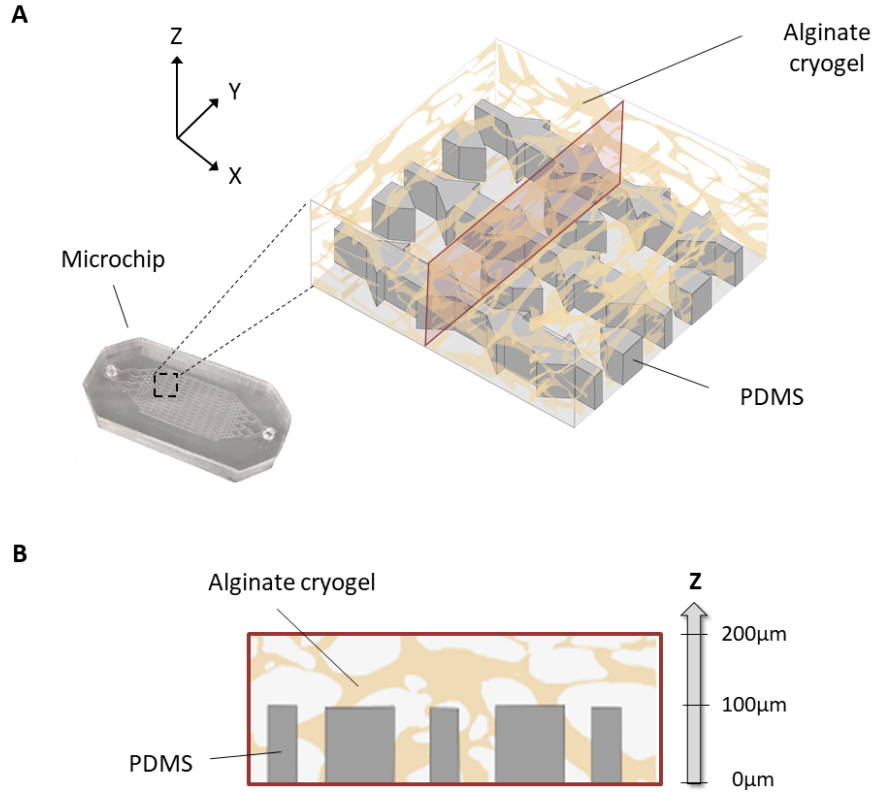 A
Z
Y
X
Alginate
cryogel
Microchip
PDMS
B
Alginate cryogel
Z
200µm
100µm
PDMS
0µm